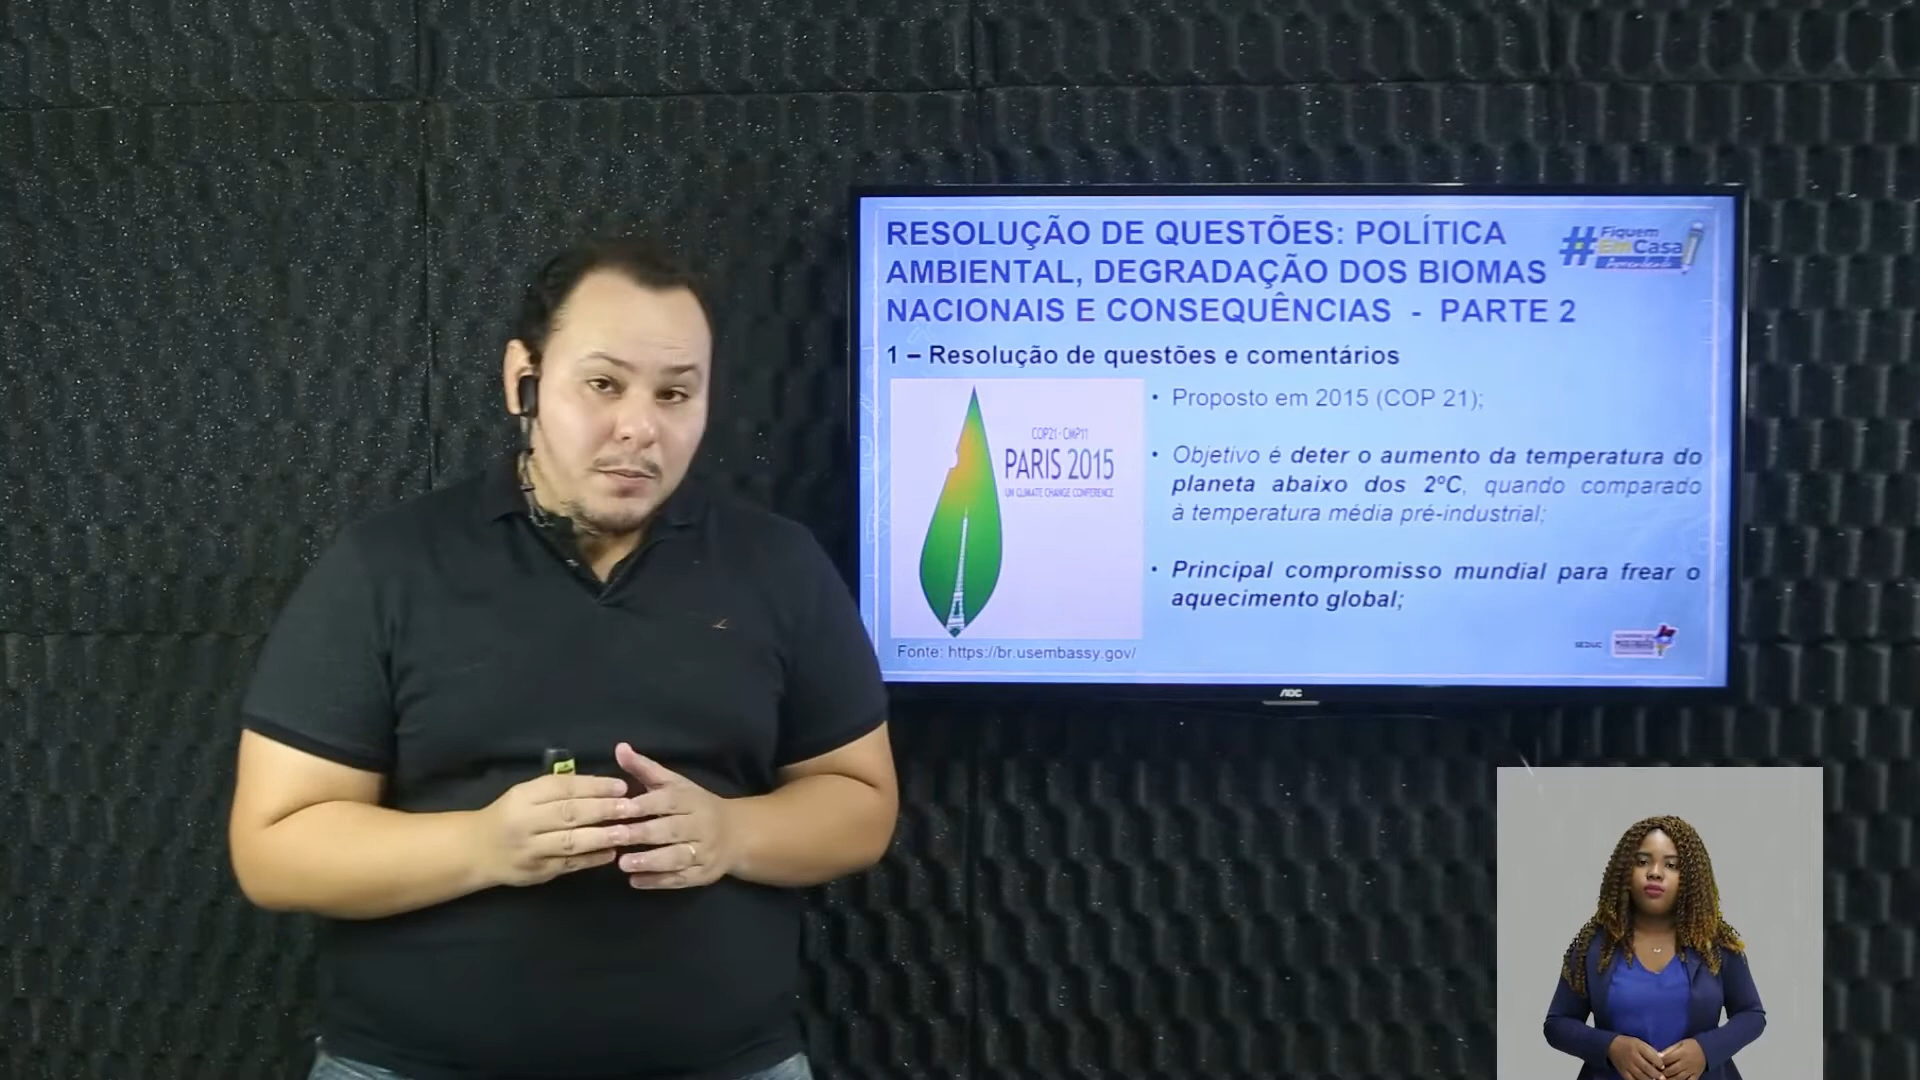 RESOLUÇÃO DE QUESTÕES: POLÍTICA
AMBIENTAL, DEGRADAÇÃO DOS BIOMAS
NACIONAIS E CONSEQUÊNCIAS - PARTE 2
#Fiquem
EmCasa
Aprendendo
1 – Resolução de questões e comentários
COP21 · CMP11
PARIS 2015
UN CLIMATE CHANGE CONFERENCE
• Proposto em 2015 (COP 21);
• Objetivo é deter o aumento da temperatura do
planeta abaixo dos 2ºC, quando comparado
à temperatura média pré-industrial;
• Principal compromisso mundial para frear o
aquecimento global;
Fonte: https://br.usembassy.gov/
SEDUC
AOC